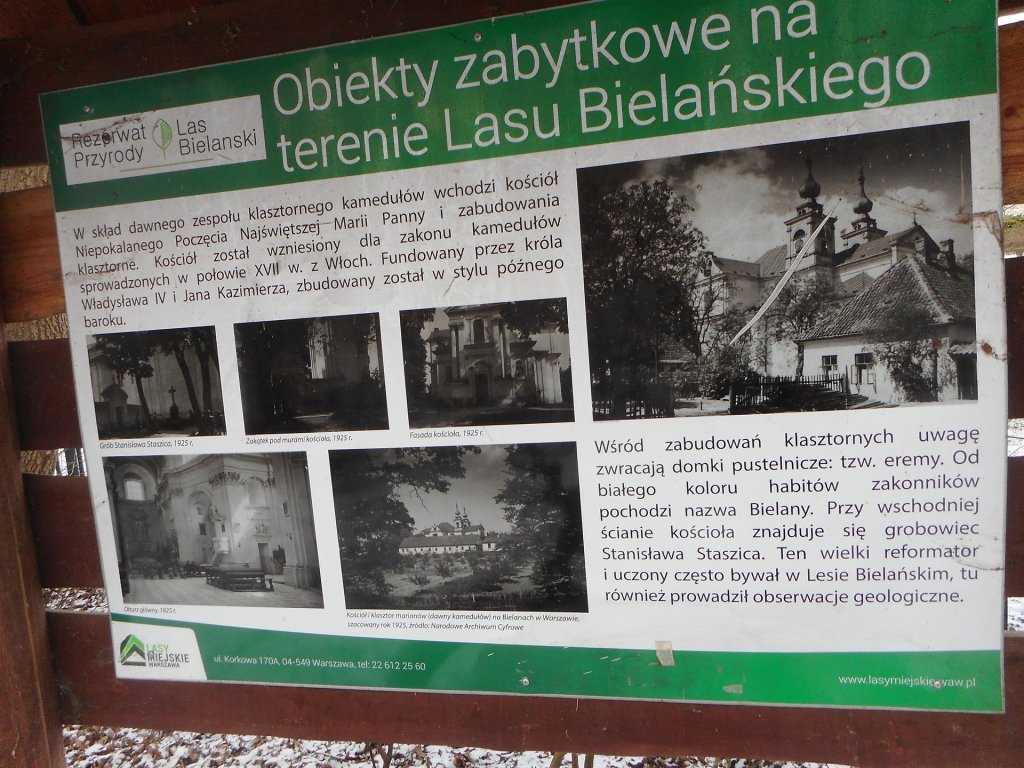 Obiekty zabytkowe na
terenie Lasu Bielańskiego
Rezerwat
Przyrody
Las
Bielański
W skład dawnego zespołu klasztornego kamedułów wchodzi kościół
Niepokalanego Poczęcia Najświętszej Marii Panny i zabudowania
klasztorne. Kościół został wzniesiony dla zakonu kamedułów
sprowadzonych w połowie XVII w. z Włoch. Fundowany przez króla
Władysława IV i Jana Kazimierza, zbudowany został w stylu późnego
baroku.
Grób Stanisława Staszica, 1925 r.
Zakątek pod murami kościoła, 1925 r.
Fasada kościoła, 1925 r.
Ołtarz główny, 1925 r.
Kościół i klasztor marianów (dawny kamedułów) na Bielanach w Warszawie,
szacowany rok 1925, źródło: Narodowe Archiwum Cyfrowe
Wśród zabudowań klasztornych uwagę
zwracają domki pustelnicze: tzw. eremy. Od
białego koloru habitów zakonników
pochodzi nazwa Bielany. Przy wschodniej
ścianie kościoła znajduje się grobowiec
Stanisława Staszica. Ten wielki reformator
i uczony często bywał w Lesie Bielańskim, tu
również prowadził obserwacje geologiczne.
LASY
MIEJSKIE
WARSZAWA
ul. Korkowa 170A, 04-549 Warszawa, tel: 22 612 25 60
www.lasymiejskie.waw.pl